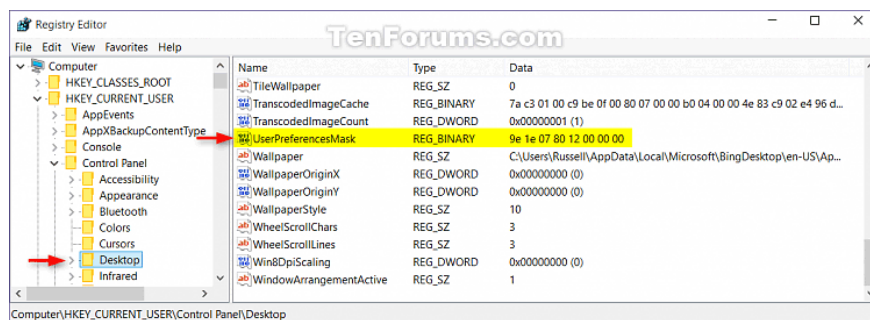 Registry Editor
TenForums.com
File Edit View Favorites Help
Computer
HKEY_CLASSES_ROOT
HKEY_CURRENT_USER
AppEvents
AppXBackupContentType
Console
Control Panel
Accessibility
Appearance
Bluetooth
Colors
Cursors
Desktop
Infrared
Name Type Data
TileWallpaper REG_SZ 0
TranscodedImageCache REG_BINARY 7a c3 01 00 c9 be 0f 00 80 07 00 00 b0 04 00 00 4e 83 c9 02 e4 96 d...
TranscodedImageCount REG_DWORD 0x00000001 (1)
UserPreferencesMask REG_BINARY 9e 1e 07 80 12 00 00 00
Wallpaper REG_SZ C:\Users\Russell\AppData\Local\Microsoft\BingDesktop\en-US\Ap...
WallpaperOriginX REG_DWORD 0x00000000 (0)
WallpaperOriginY REG_DWORD 0x00000000 (0)
WallpaperStyle REG_SZ 10
WheelScrollChars REG_SZ 3
WheelScrollLines REG_SZ 3
Win8DpiScaling REG_DWORD 0x00000000 (0)
WindowArrangementActive REG_SZ 1
Computer\HKEY_CURRENT_USER\Control Panel\Desktop